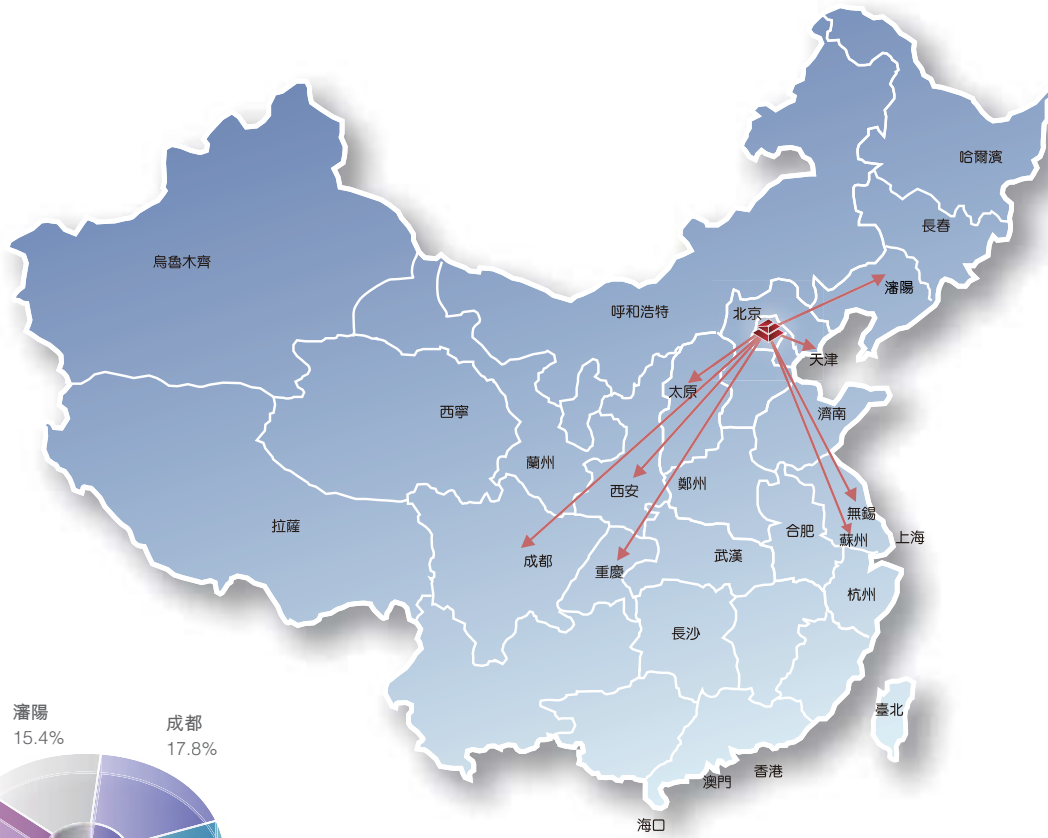 哈爾濱
長春
烏魯木齊
瀋陽
呼和浩特
北京
天津
太原
西寧
濟南
蘭州
西安
鄭州
無錫
拉薩
合肥
蘇州
上海
成都
重慶
武漢
杭州
長沙
臺北
瀋陽
15.4%
成都
17.8%
香港
澳門
海口